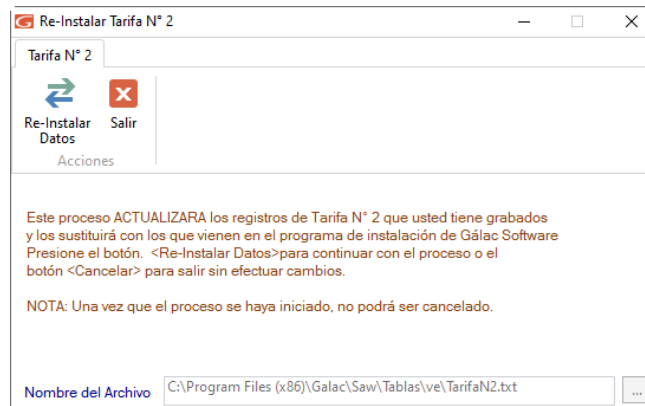 Re-Instalar Tarifa N° 2
Tarifa N° 2
Re-Instalar Datos
Salir
Acciones
Este proceso ACTUALIZARA los registros de Tarifa N° 2 que usted tiene grabados
y los sustituirá con los que vienen en el programa de instalación de Gálac Software
Presione el botón. <Re-Instalar Datos>para continuar con el proceso o el
botón <Cancelar> para salir sin efectuar cambios.
NOTA: Una vez que el proceso se haya iniciado, no podrá ser cancelado.
Nombre del Archivo C:\Program Files (x86)\Galac\Saw\Tablas\ve\TarifaN2.txt ...